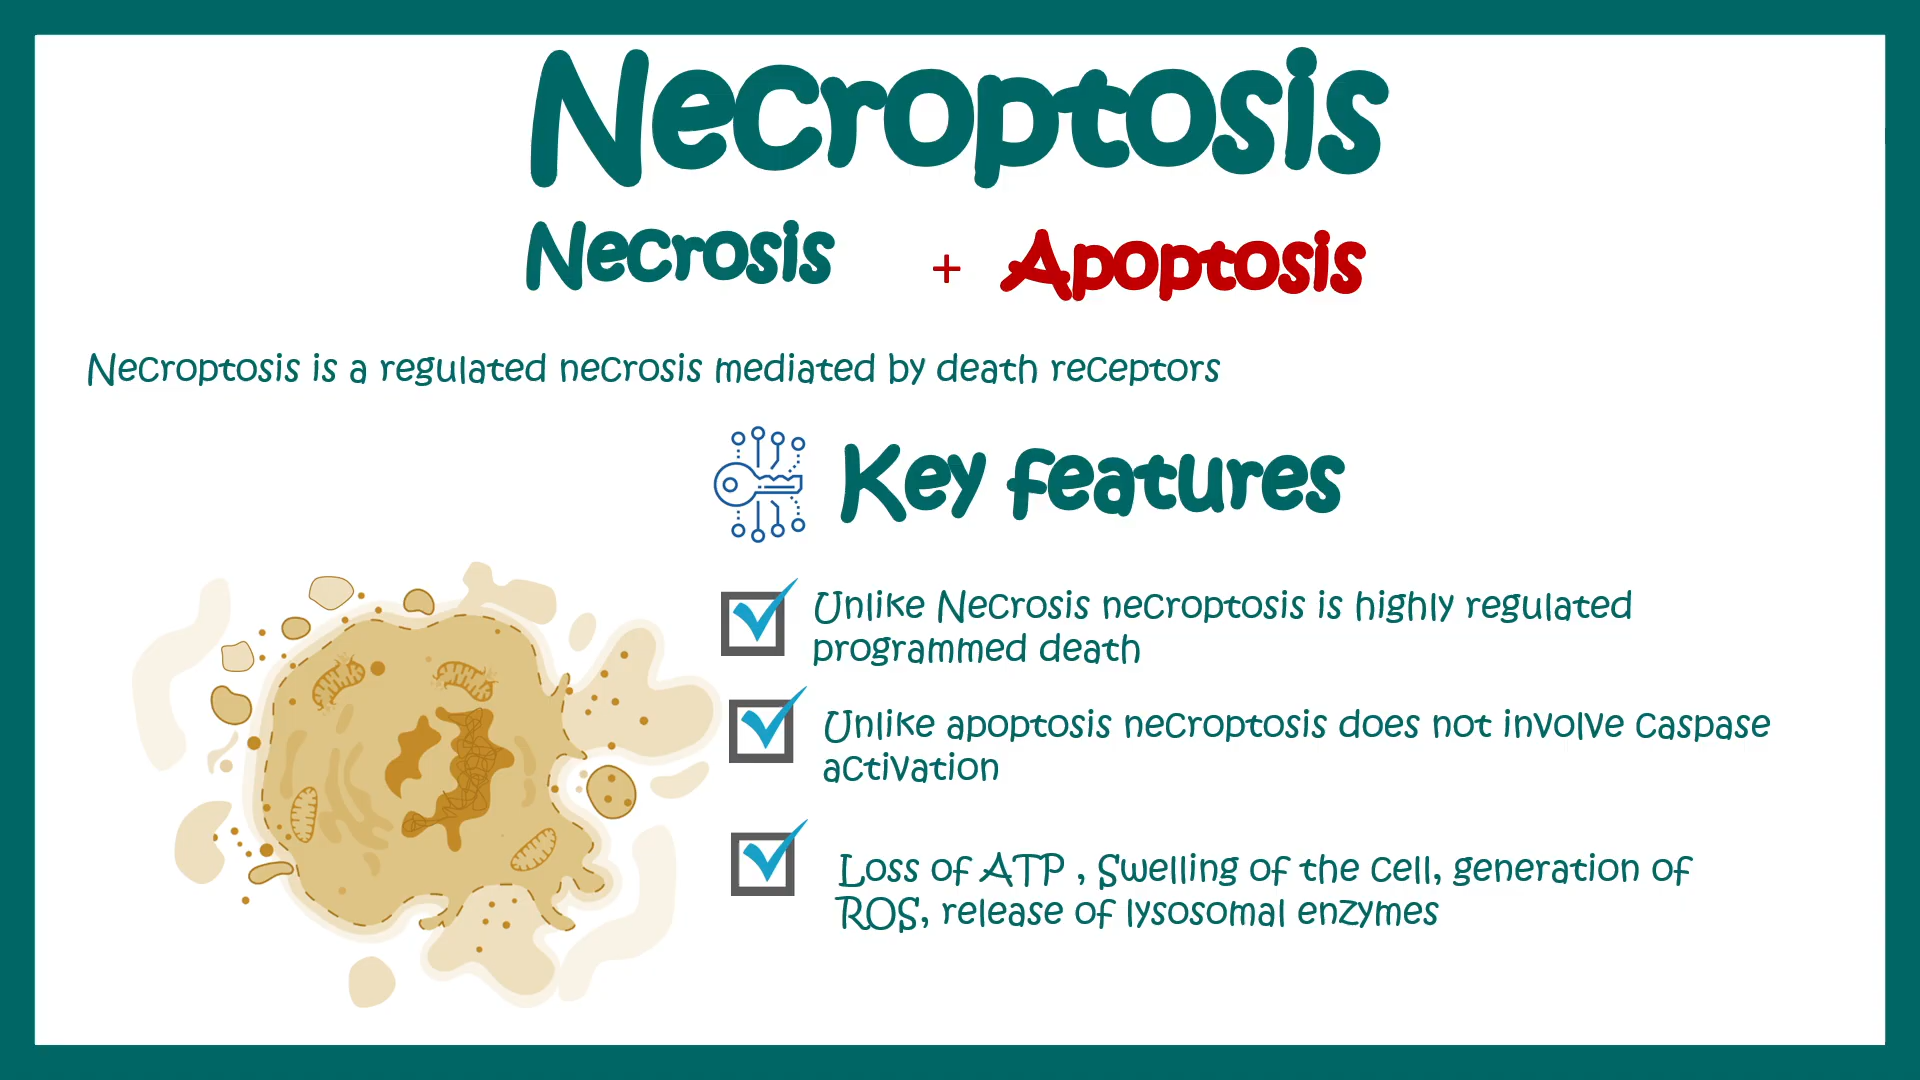 Necroptosis
Necrosis + Apoptosis
Necroptosis is a regulated necrosis mediated by death receptors
Key features
Unlike Necrosis necroptosis is highly regulated
programmed death
Unlike apoptosis necroptosis does not involve caspase
activation
Loss of ATP , Swelling of the cell, generation of
ROS, release of lysosomal enzymes